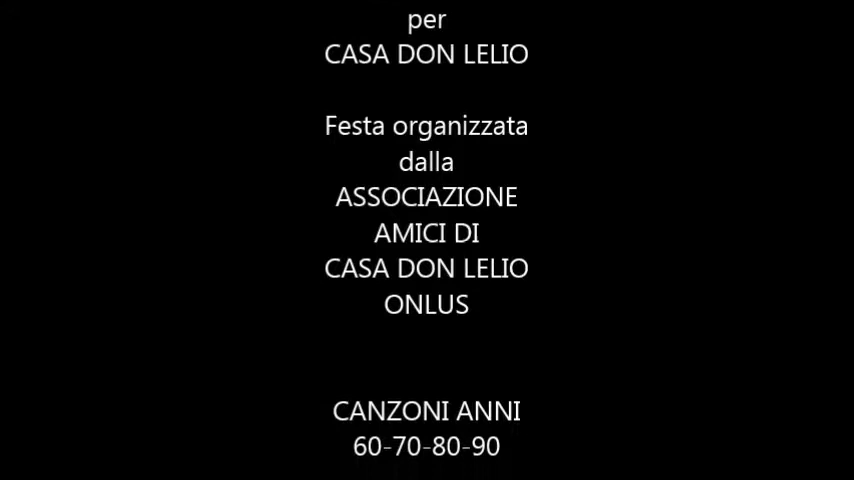 per
CASA DON LELIO
Festa organizzata
dalla
ASSOCIAZIONE
AMICI DI
CASA DON LELIO
ONLUS
CANZONI ANNI
60-70-80-90